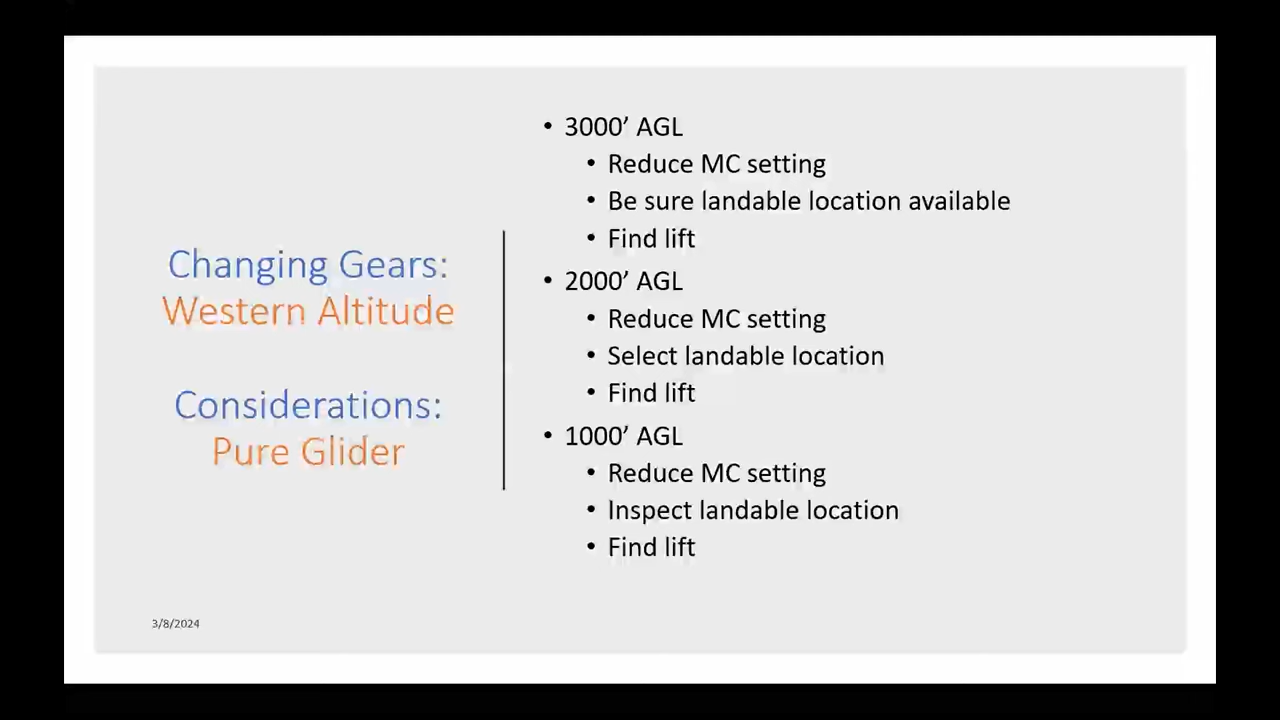 Changing Gears:
Western Altitude
Considerations:
Pure Glider
• 3000’ AGL
• Reduce MC setting
• Be sure landable location available
• Find lift
• 2000’ AGL
• Reduce MC setting
• Select landable location
• Find lift
• 1000’ AGL
• Reduce MC setting
• Inspect landable location
• Find lift
3/8/2024